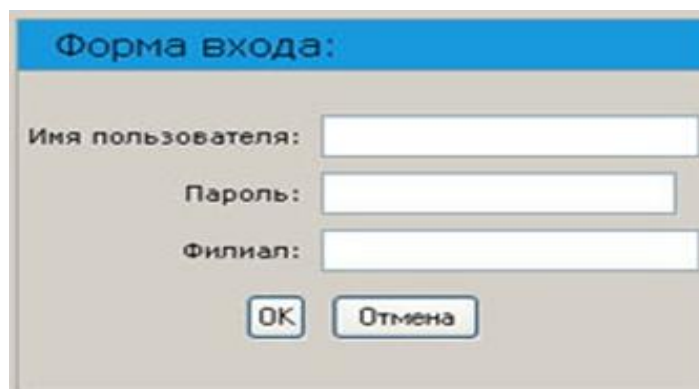 Форма входа:
Имя пользователя:
Пароль:
Филиал:
OK Отмена